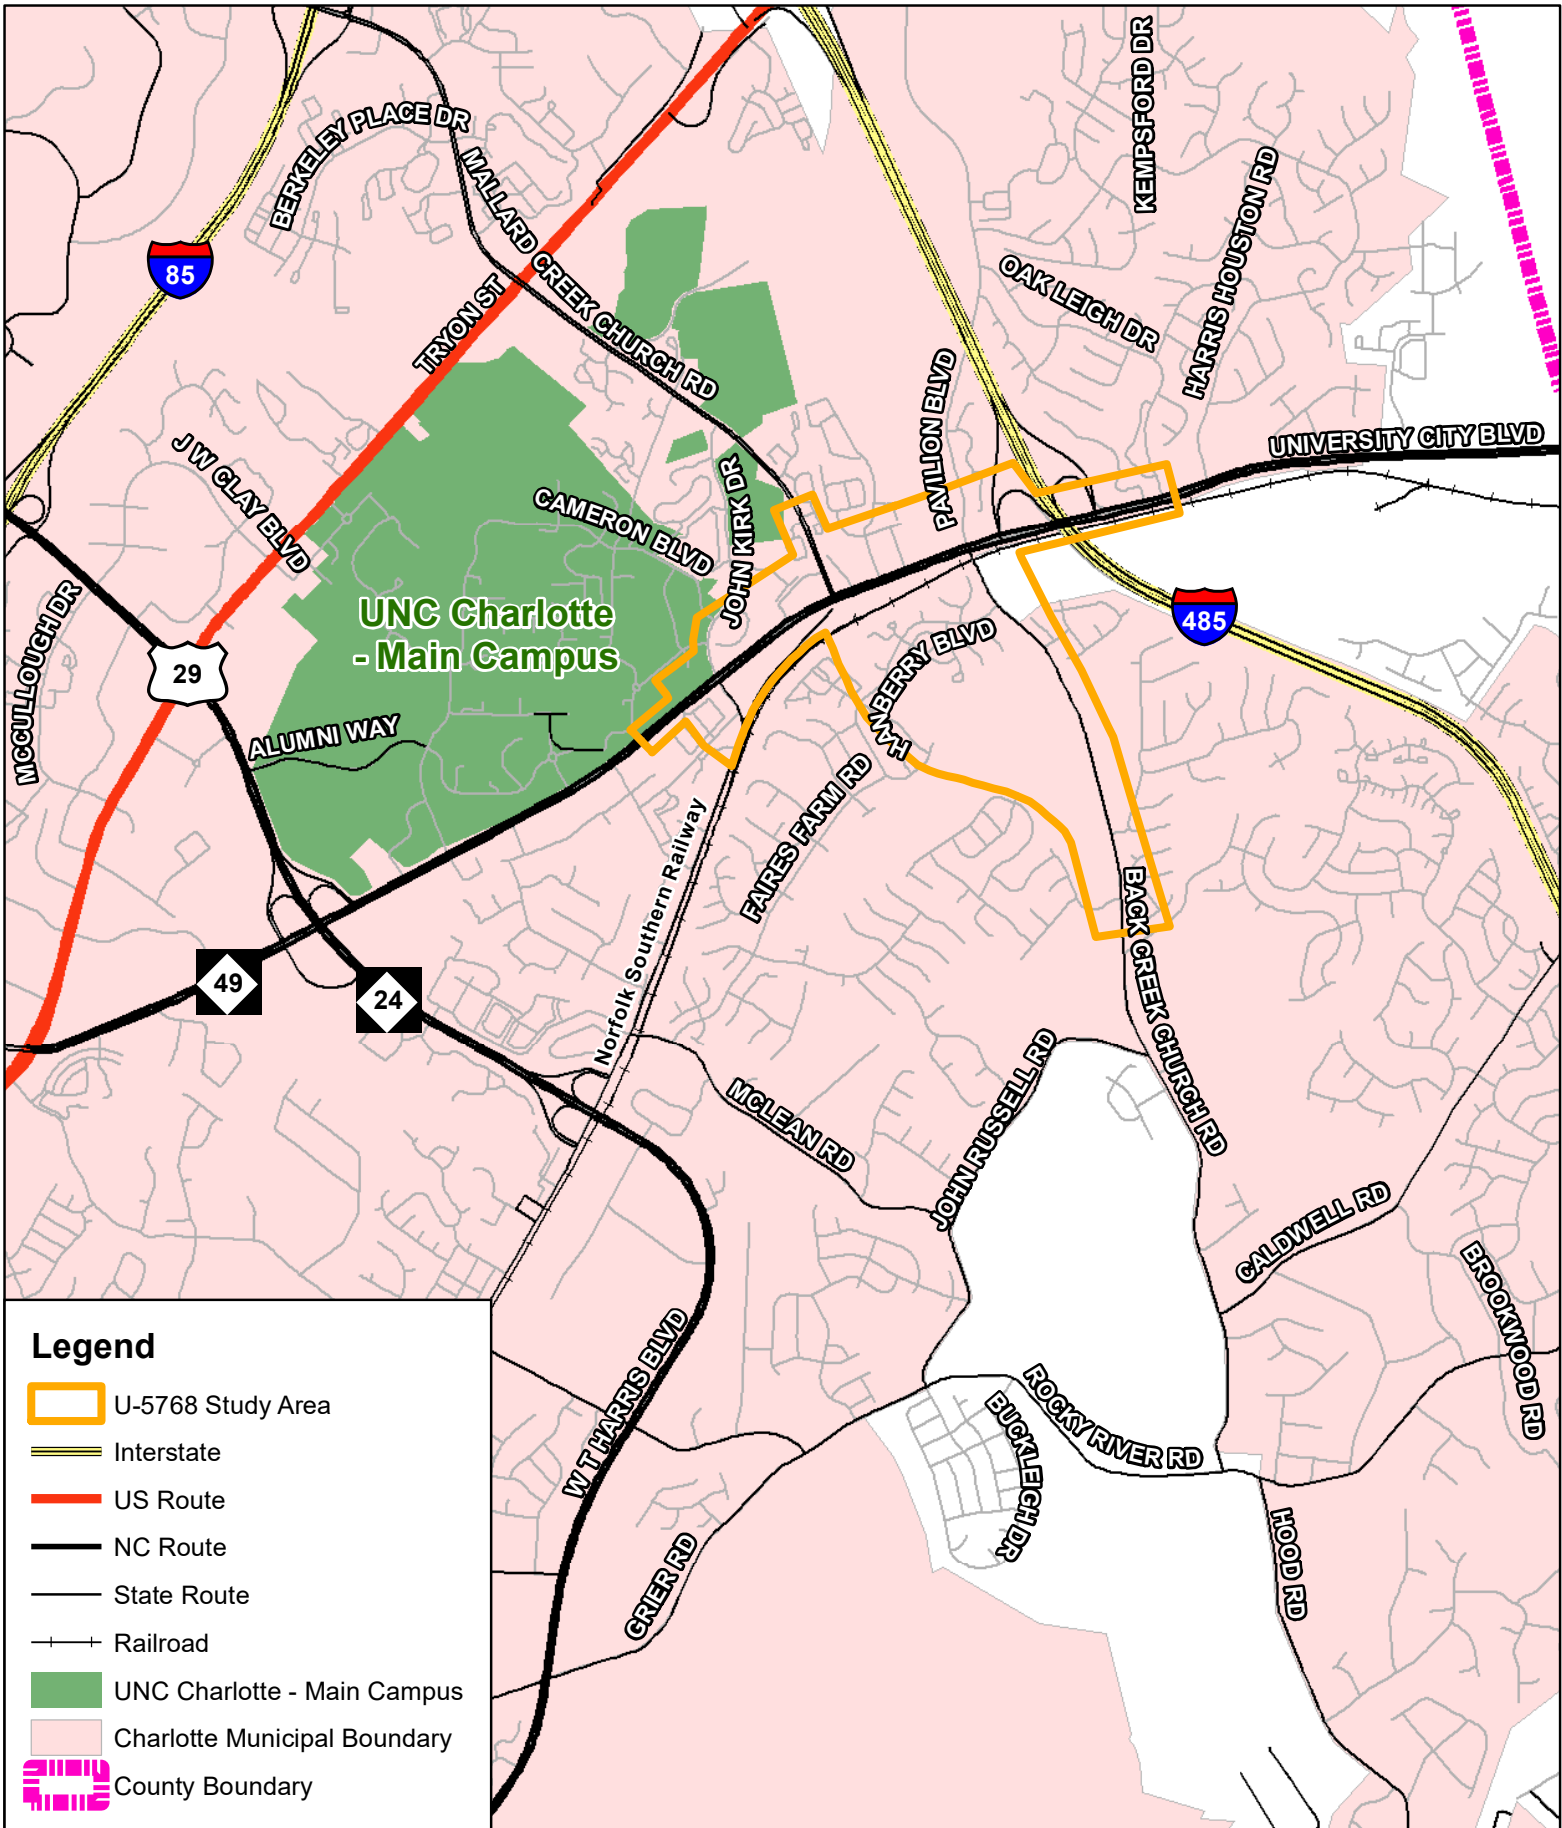 KEMPSFORD DR
BERKELEY PLACE DR
MALLARD CREEK CHURCH RD
HARRIS HOUSTON RD
OAK LEIGH DR
85
TRYON ST
PAVILION BLVD
UNIVERSITY CITY BLVD
J W CLAY BLVD
CAMERON BLVD
JOHN KIRK DR
MCCULLOUGH DR
UNC Charlotte
- Main Campus
485
HAMBERRY BLVD
29
ALUMNI WAY
FAIRES FARM RD
Norfolk Southern Railway
BACK CREEK CHURCH RD
49
24
MCLEAN RD
JOHN RUSSELL RD
CALDWELL RD
BROOKWOOD RD
W T HARRIS BLVD
ROCKY RIVER RD
BUCKLEIGH DR
GRIER RD
HOOD RD
Legend
U-5768 Study Area
Interstate
US Route
NC Route
State Route
Railroad
UNC Charlotte - Main Campus
Charlotte Municipal Boundary
County Boundary